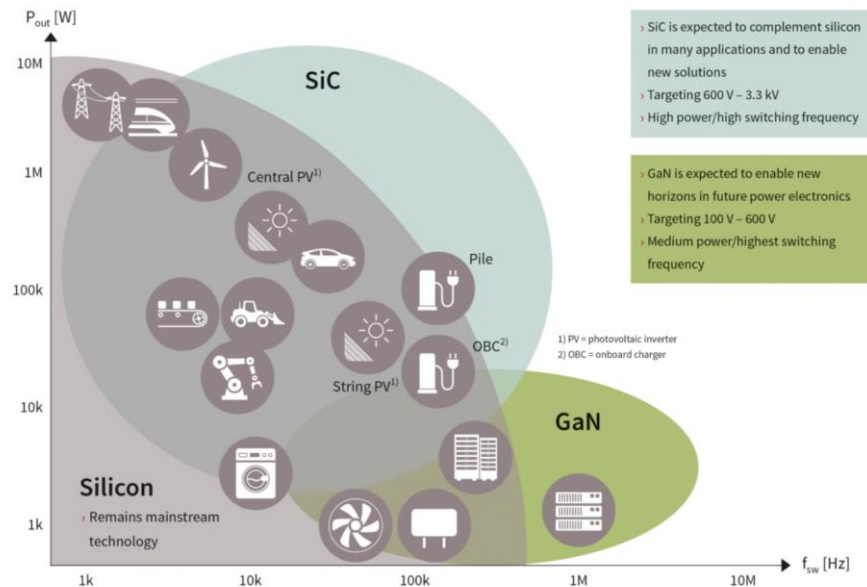 P_out [W]
10M
1M
100k
10k
1k
SiC
Central PV¹⁾
Pile
OBC²⁾
String PV¹⁾
GaN
Silicon
› Remains mainstream
technology
1k
10k
100k
1M
10M
f_sw [Hz]
› SiC is expected to complement silicon
in many applications and to enable
new solutions
› Targeting 600 V – 3.3 kV
› High power/high switching frequency
› GaN is expected to enable new
horizons in future power electronics
› Targeting 100 V – 600 V
› Medium power/highest switching
frequency
1) PV = photovoltaic inverter
2) OBC = onboard charger